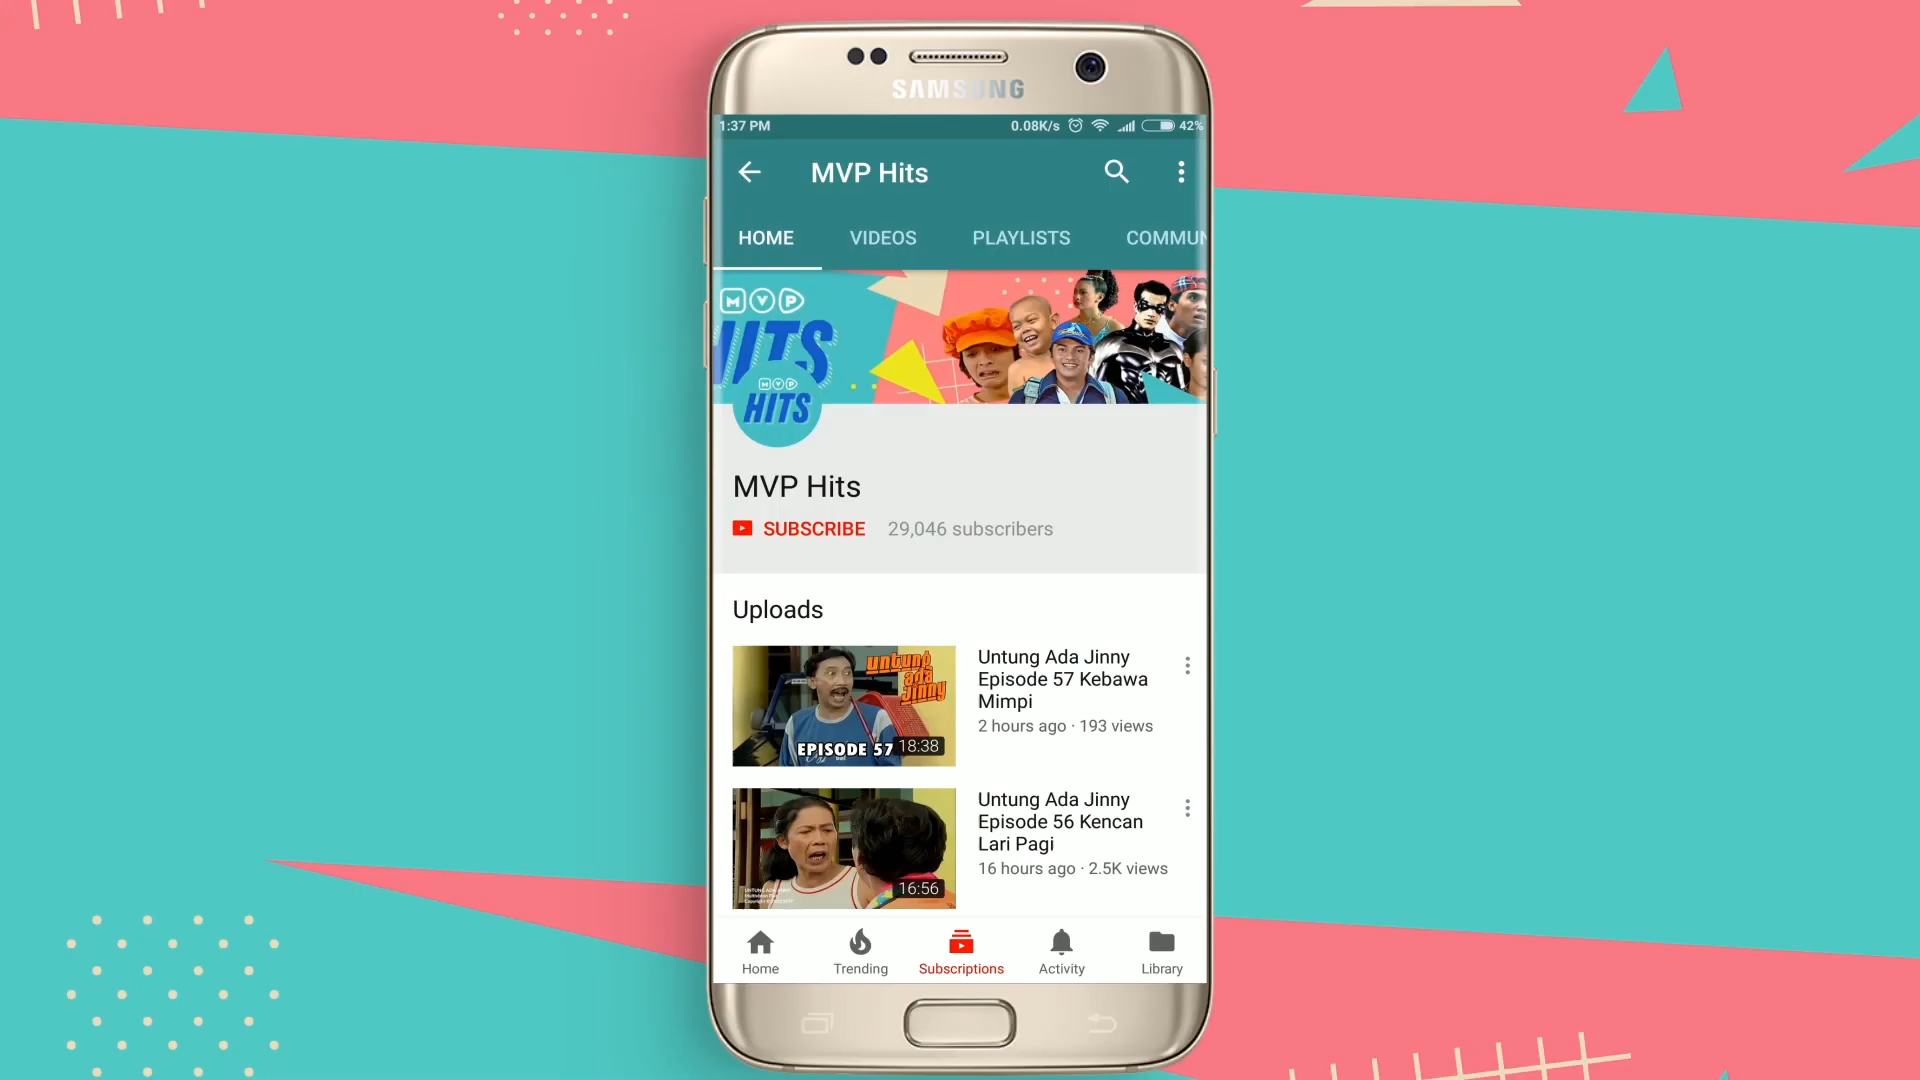 SAMSUNG
1:37 PM 0.08K/s 42%
MVP Hits
HOME VIDEOS PLAYLISTS COMMUN
MVP
HITS
MVP
HITS
MVP Hits
SUBSCRIBE 29,046 subscribers
Uploads
untung
ada
jinny
EPISODE 57 18:38
Untung Ada Jinny
Episode 57 Kebawa
Mimpi
2 hours ago · 193 views
16:56
Untung Ada Jinny
Episode 56 Kencan
Lari Pagi
16 hours ago · 2.5K views
Home Trending Subscriptions Activity Library